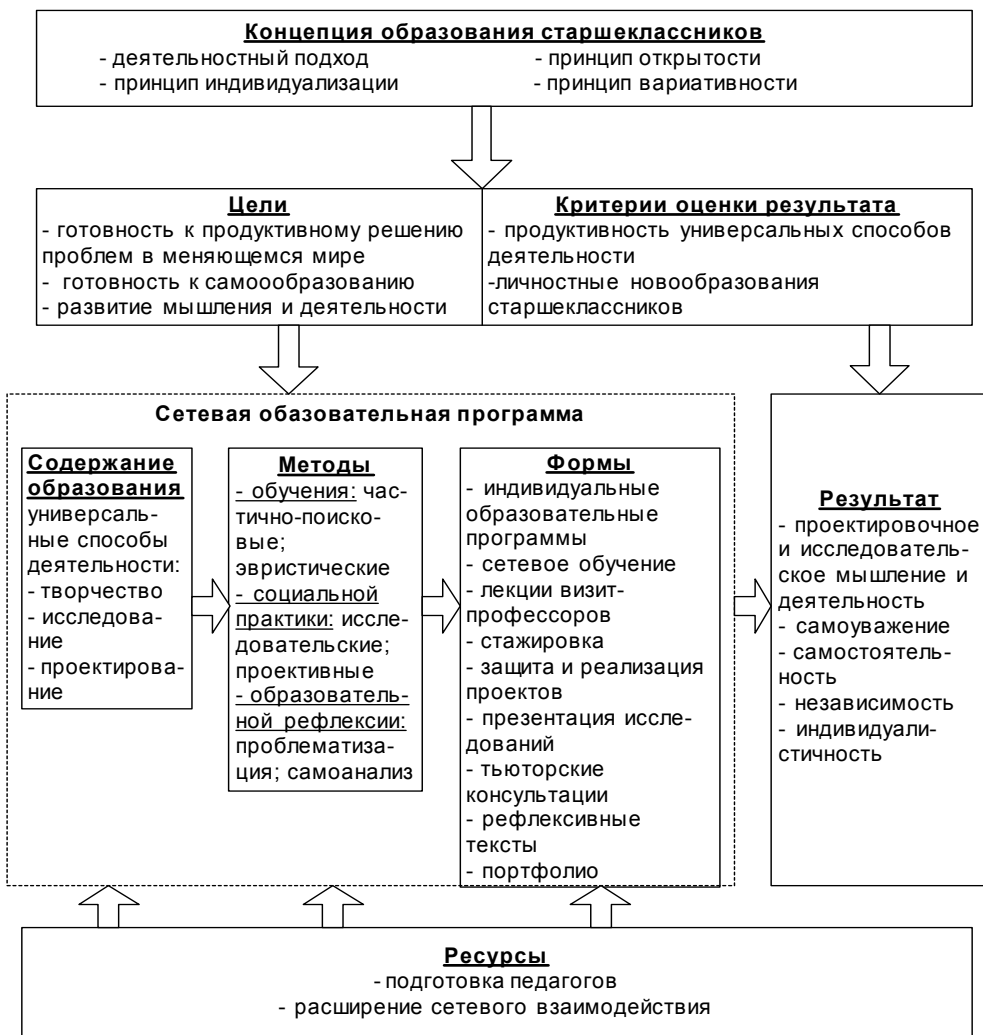 Концепция образования старшеклассников
- деятельностный подход - принцип открытости
- принцип индивидуализации - принцип вариативности
Цели
- готовность к продуктивному решению
проблем в меняющемся мире
- готовность к самоообразованию
- развитие мышления и деятельности
Критерии оценки результата
- продуктивность универсальных способов
деятельности
-личностные новообразования
старшеклассников
Сетевая обазовательная программа
Содержание
образования
универсаль-
ные способы
деятельности:
- творчество
- исследова-
ние
- проектирова-
ние
Методы
- обучения: час-
тично-поиско-
вые;
эвристические
- социальной
практики: иссле-
довательские;
проективные
- образователь-
ной рефлексии:
проблематиза-
ция; самоанализ
Формы
- индивидуальные
образовательные
программы
- сетевое обучение
- лекции визит-
профессоров
- стажировка
- защита и реализация
проектов
- презентация иссле-
дований
- тьюторские
консультации
- рефлексивные
тексты
- портфолио
Результат
- проектировочное
и исследователь-
ское мышление и
деятельность
- самоуважение
- самостоятель-
ность
- независимость
- индивидуали-
стичность
Ресурсы
- подготовка педагогов
- расширение сетевого взаимодействия